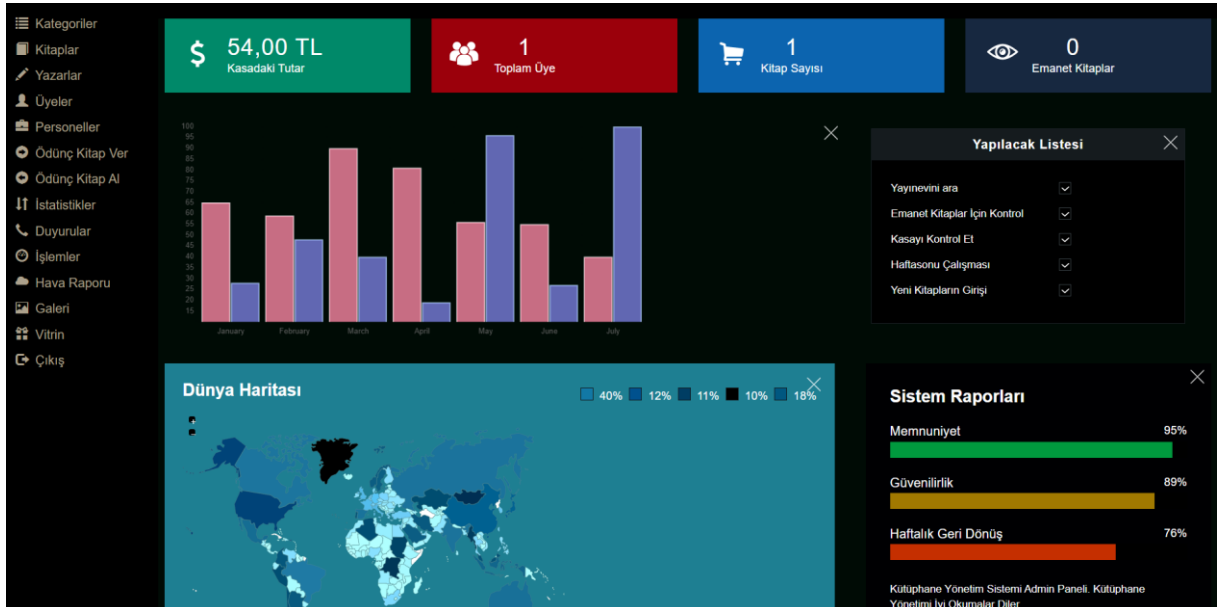 Kategoriler
Kitaplar
Yazarlar
Üyeler
Personeller
Ödünç Kitap Ver
Ödünç Kitap Al
İstatistikler
Duyurular
İşlemler
Hava Raporu
Galeri
Vitrin
Çıkış
54,00 TL
Kasadaki Tutar
1
Toplam Üye
1
Kitap Sayısı
0
Emanet Kitaplar
100
95
90
85
80
75
70
65
60
55
50
45
40
35
30
25
20
15
January
February
March
April
May
June
July
Yapılacak Listesi
Yayınevini ara
Emanet Kitaplar İçin Kontrol
Kasayı Kontrol Et
Haftasonu Çalışması
Yeni Kitapların Girişi
Dünya Haritası
40% 12% 11% 10% 18%
Sistem Raporları
Memnuniyet 95%
Güvenilirlik 89%
Haftalık Geri Dönüş 76%
Kütüphane Yönetim Sistemi Admin Paneli. Kütüphane
Yönetimi İyi Okumalar Diler